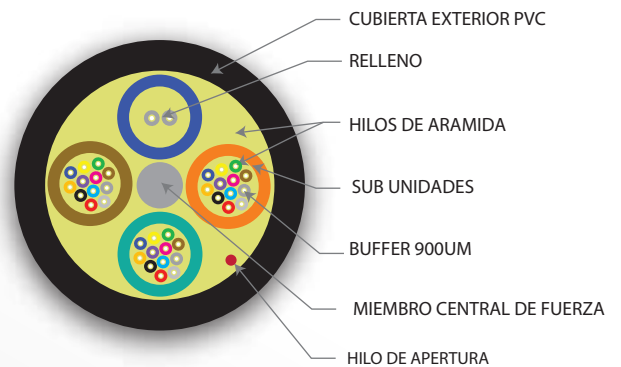 CUBIERTA EXTERIOR PVC
RELLENO
HILOS DE ARAMIDA
SUB UNIDADES
BUFFER 900UM
MIEMBRO CENTRAL DE FUERZA
HILO DE APERTURA